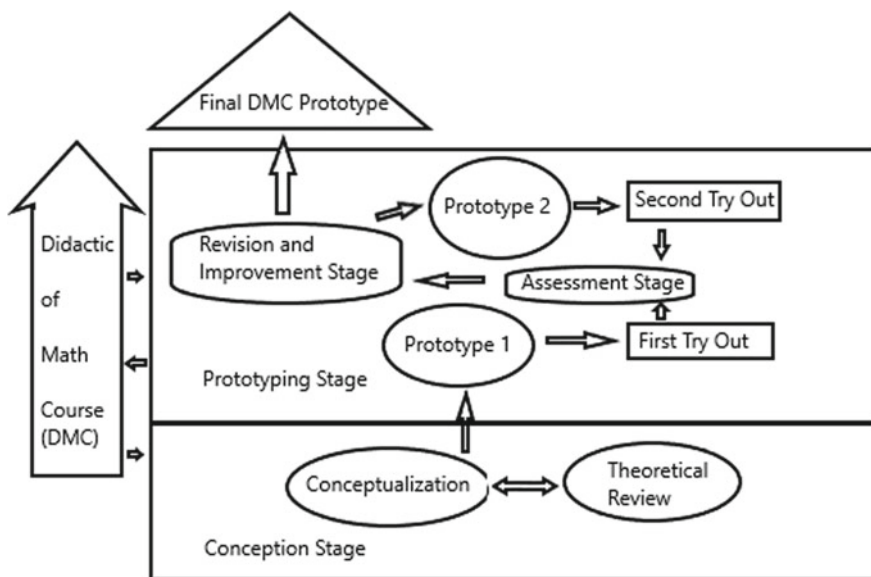 Final DMC Prototype
Didactic
of
Math
Course
(DMC)
Prototype 2
Second Try Out
Revision and
Improvement Stage
Assessment Stage
Prototype 1
First Try Out
Prototyping Stage
Conceptualization
Theoretical
Review
Conception Stage